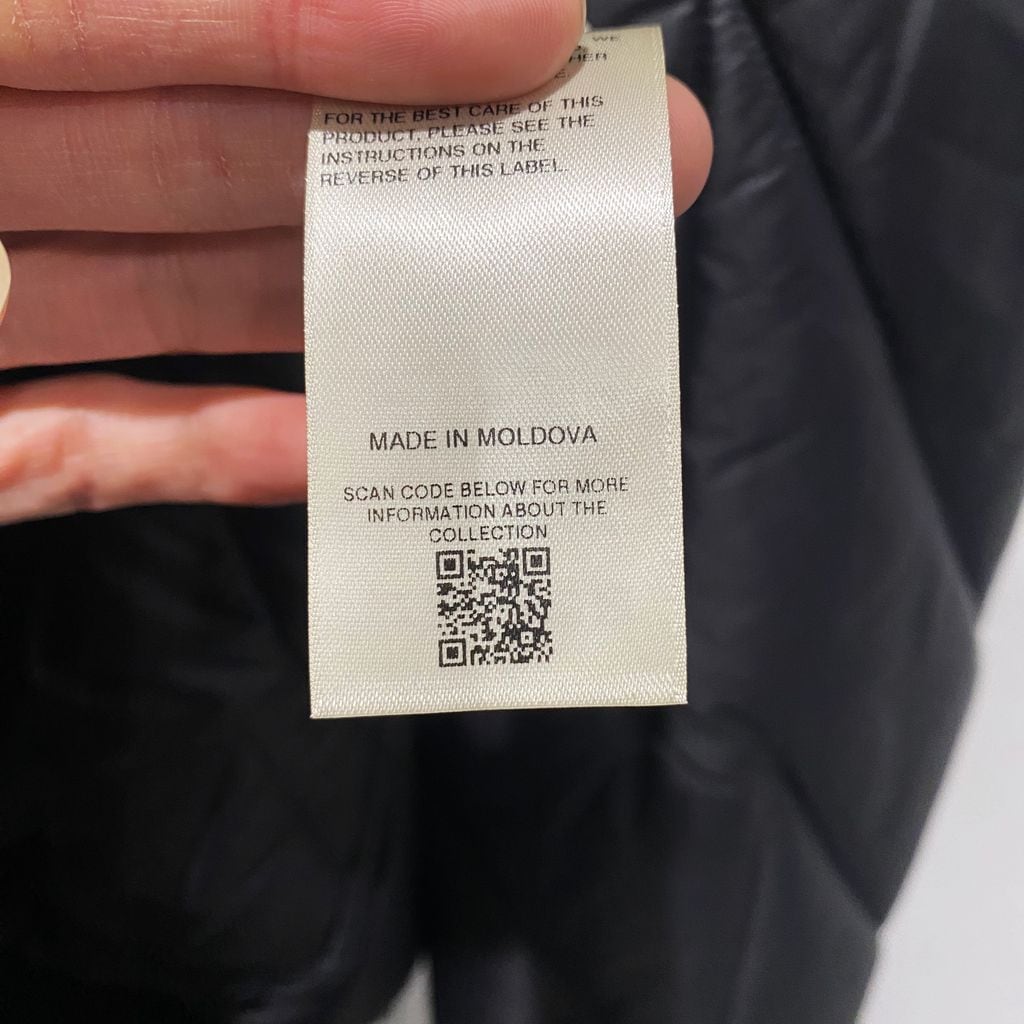 WE
FOR THE BEST CARE OF THIS
PRODUCT, PLEASE SEE THE
INSTRUCTIONS ON THE
REVERSE OF THIS LABEL.
MADE IN MOLDOVA
SCAN CODE BELOW FOR MORE
INFORMATION ABOUT THE
COLLECTION